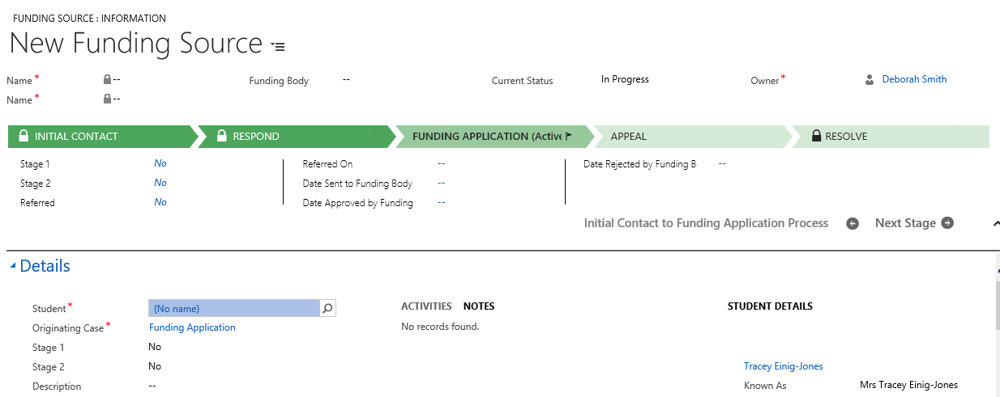 FUNDING SOURCE : INFORMATION
New Funding Source
Name* -- Funding Body -- Current Status In Progress Owner* Deborah Smith
Name* --
INITIAL CONTACT RESPOND FUNDING APPLICATION (Active APPEAL RESOLVE
Stage 1 No Referred On -- Date Rejected by Funding B --
Stage 2 No Date Sent to Funding Body --
Referred No Date Approved by Funding --
Initial Contact to Funding Application Process Next Stage
Details
Student* (No name) ACTIVITIES NOTES STUDENT DETAILS
Originating Case* Funding Application No records found.
Stage 1 No
Stage 2 No Tracey Einig-Jones
Description -- Known As Mrs Tracey Einig-Jones